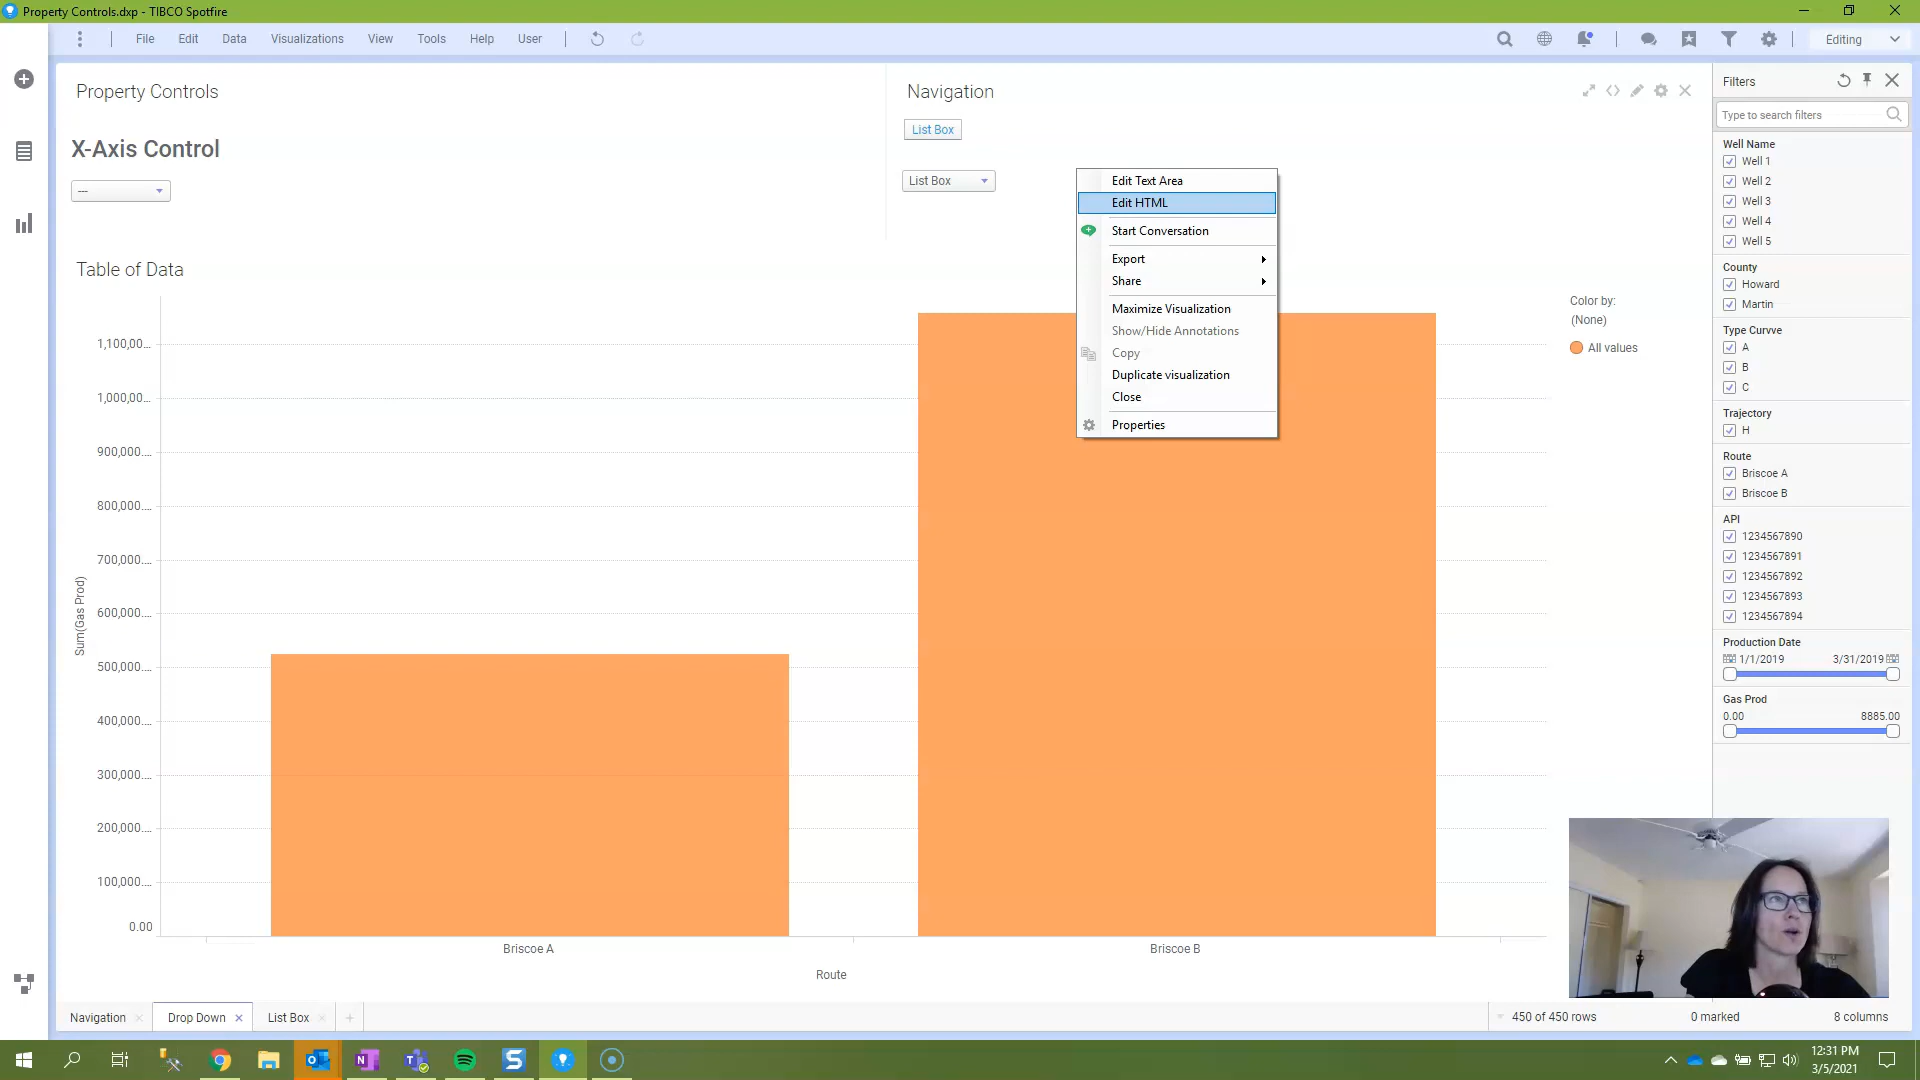 Property Controls.dxp - TIBCO Spotfire
File Edit Data Visualizations View Tools Help User
Editing
Property Controls
Navigation
Filters
Type to search filters
List Box
X-Axis Control
---
List Box
Edit Text Area
Edit HTML
Start Conversation
Export
Share
Maximize Visualization
Show/Hide Annotations
Copy
Duplicate visualization
Close
Properties
Table of Data
Color by:
(None)
All values
1,100,00...
1,000,00...
900,000....
800,000....
700,000....
600,000....
500,000....
400,000....
300,000....
200,000....
100,000....
0.00
Sum(Gas Prod)
Briscoe A
Briscoe B
Route
Well Name
Well 1
Well 2
Well 3
Well 4
Well 5
County
Howard
Martin
Type Curvve
A
B
C
Trajectory
H
Route
Briscoe A
Briscoe B
API
1234567890
1234567891
1234567892
1234567893
1234567894
Production Date
1/1/2019 3/31/2019
Gas Prod
0.00 8885.00
Navigation
Drop Down
List Box
450 of 450 rows
0 marked
8 columns
12:31 PM
3/5/2021